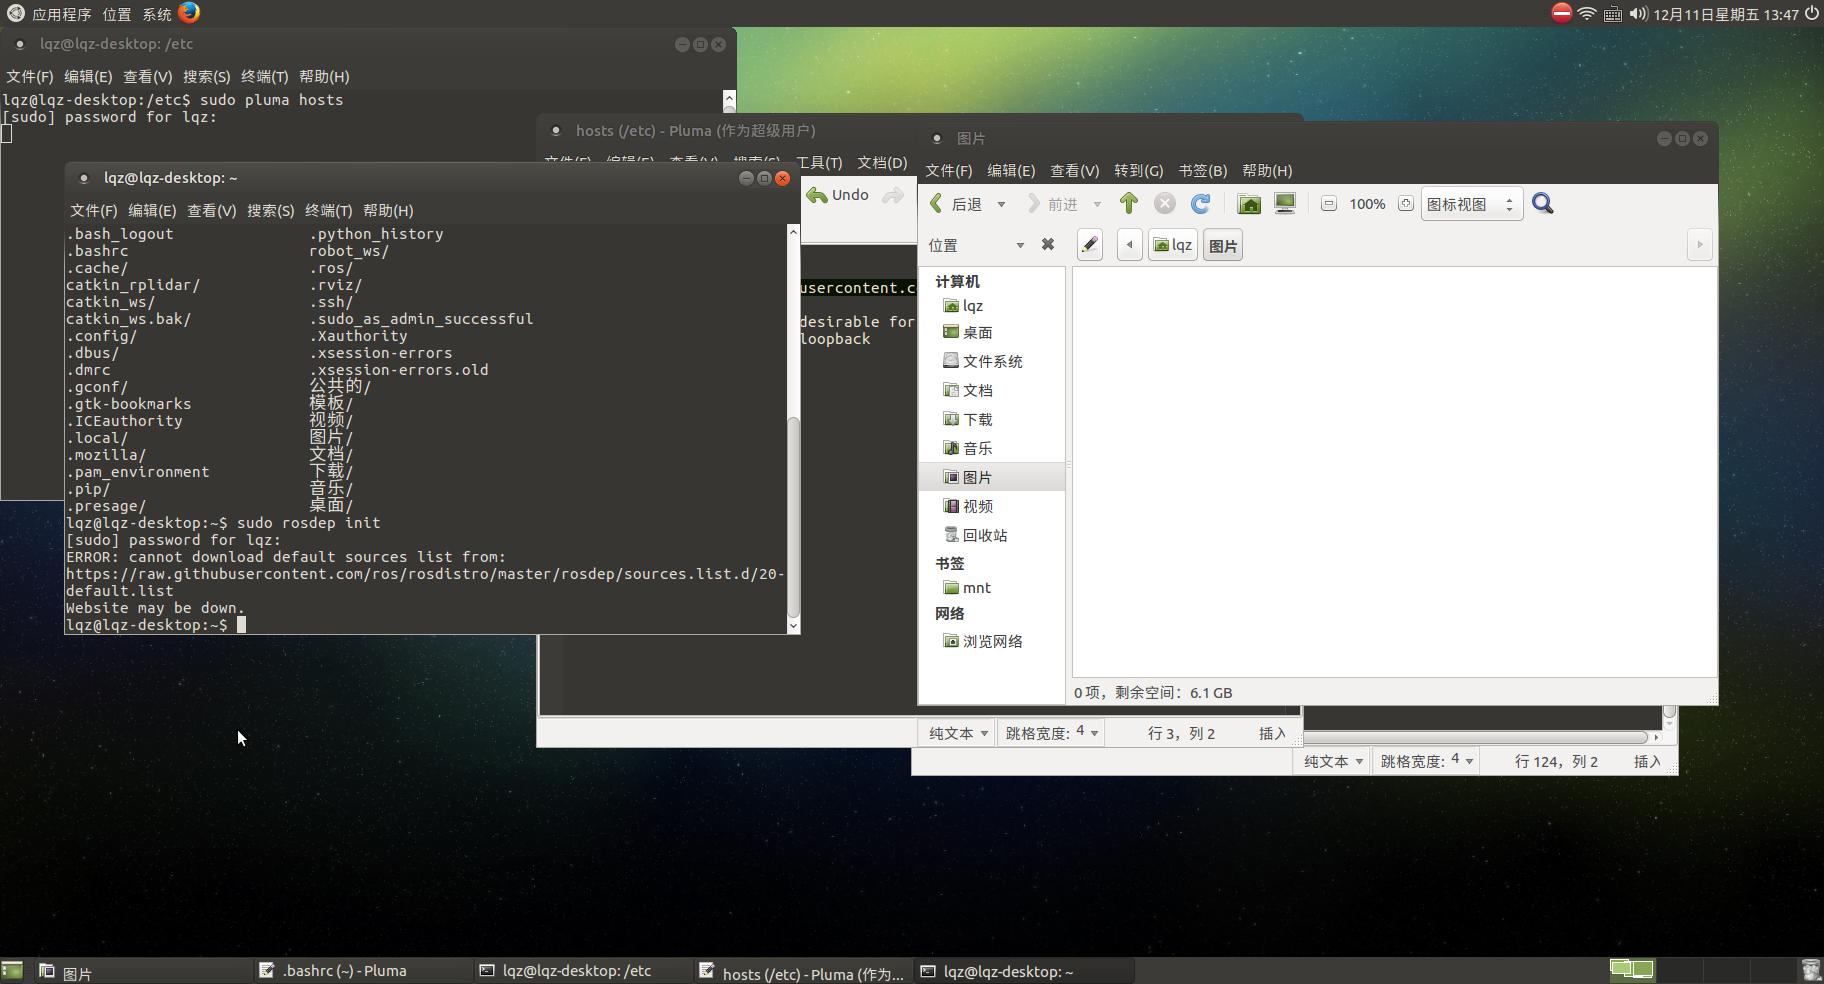 应用程序 位置 系统
12月11日星期五 13:47
lqz@lqz-desktop: /etc
文件(F) 编辑(E) 查看(V) 搜索(S) 终端(T) 帮助(H)
lqz@lqz-desktop:/etc$ sudo pluma hosts
[sudo] password for lqz:
hosts (/etc) - Pluma (作为超级用户)
工具(T) 文档(D)
Undo
usercontent.c
desirable for
loopback
纯文本 跳格宽度: 4 行 3，列 2 插入
lqz@lqz-desktop: ~
文件(F) 编辑(E) 查看(V) 搜索(S) 终端(T) 帮助(H)
.bash_logout .python_history
.bashrc robot_ws/
.cache/ .ros/
catkin_rplidar/ .rviz/
catkin_ws/ .ssh/
catkin_ws.bak/ .sudo_as_admin_successful
.config/ .Xauthority
.dbus/ .xsession-errors
.dmrc .xsession-errors.old
.gconf/ 公共的/
.gtk-bookmarks 模板/
.ICEauthority 视频/
.local/ 图片/
.mozilla/ 文档/
.pam_environment 下载/
.pip/ 音乐/
.presage/ 桌面/
lqz@lqz-desktop:~$ sudo rosdep init
[sudo] password for lqz:
ERROR: cannot download default sources list from:
https://raw.githubusercontent.com/ros/rosdistro/master/rosdep/sources.list.d/20-
default.list
Website may be down.
lqz@lqz-desktop:~$
图片
文件(F) 编辑(E) 查看(V) 转到(G) 书签(B) 帮助(H)
后退 前进 100% 图标视图
位置 lqz 图片
计算机
lqz
桌面
文件系统
文档
下载
音乐
图片
视频
回收站
书签
mnt
网络
浏览网络
0 项，剩余空间：6.1 GB
纯文本 跳格宽度: 4 行 124，列 2 插入
图片 .bashrc (~) - Pluma lqz@lqz-desktop: /etc hosts (/etc) - Pluma (作为... lqz@lqz-desktop: ~